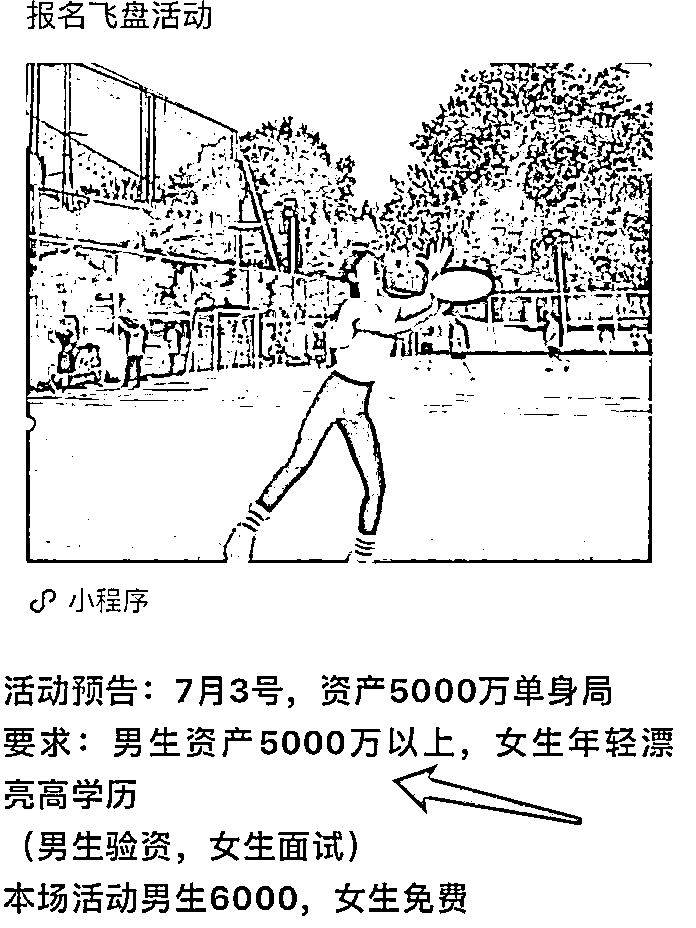 报名飞盘活动
小程序
活动预告：7月3号，资产5000万单身局
要求：男生资产5000万以上，女生年轻漂
亮高学历
（男生验资，女生面试）
本场活动男生6000，女生免费